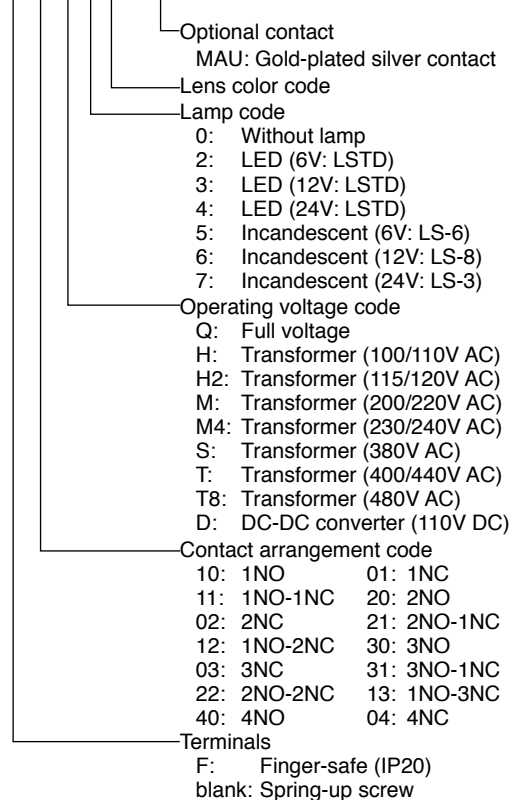 Optional contact
MAU: Gold-plated silver contact
Lens color code
Lamp code
0: Without lamp
2: LED (6V: LSTD)
3: LED (12V: LSTD)
4: LED (24V: LSTD)
5: Incandescent (6V: LS-6)
6: Incandescent (12V: LS-8)
7: Incandescent (24V: LS-3)
Operating voltage code
Q: Full voltage
H: Transformer (100/110V AC)
H2: Transformer (115/120V AC)
M: Transformer (200/220V AC)
M4: Transformer (230/240V AC)
S: Transformer (380V AC)
T: Transformer (400/440V AC)
T8: Transformer (480V AC)
D: DC-DC converter (110V DC)
Contact arrangement code
10: 1NO 01: 1NC
11: 1NO-1NC 20: 2NO
02: 2NC 21: 2NO-1NC
12: 1NO-2NC 30: 3NO
03: 3NC 31: 3NO-1NC
22: 2NO-2NC 13: 1NO-3NC
40: 4NO 04: 4NC
Terminals
F: Finger-safe (IP20)
blank: Spring-up screw